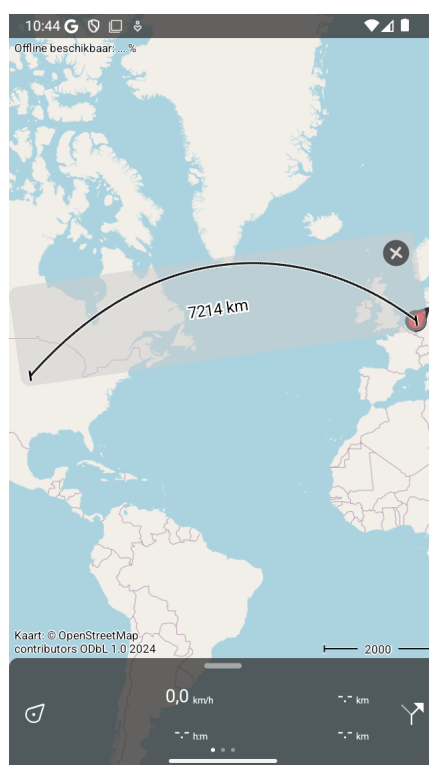 10:44
Offline beschikbaar: ... %
7214 km
Kaart: © OpenStreetMap
contributors ODbL 1.0 2024
2000
0,0 km/h
-.- km
-:- h:m
-.- km